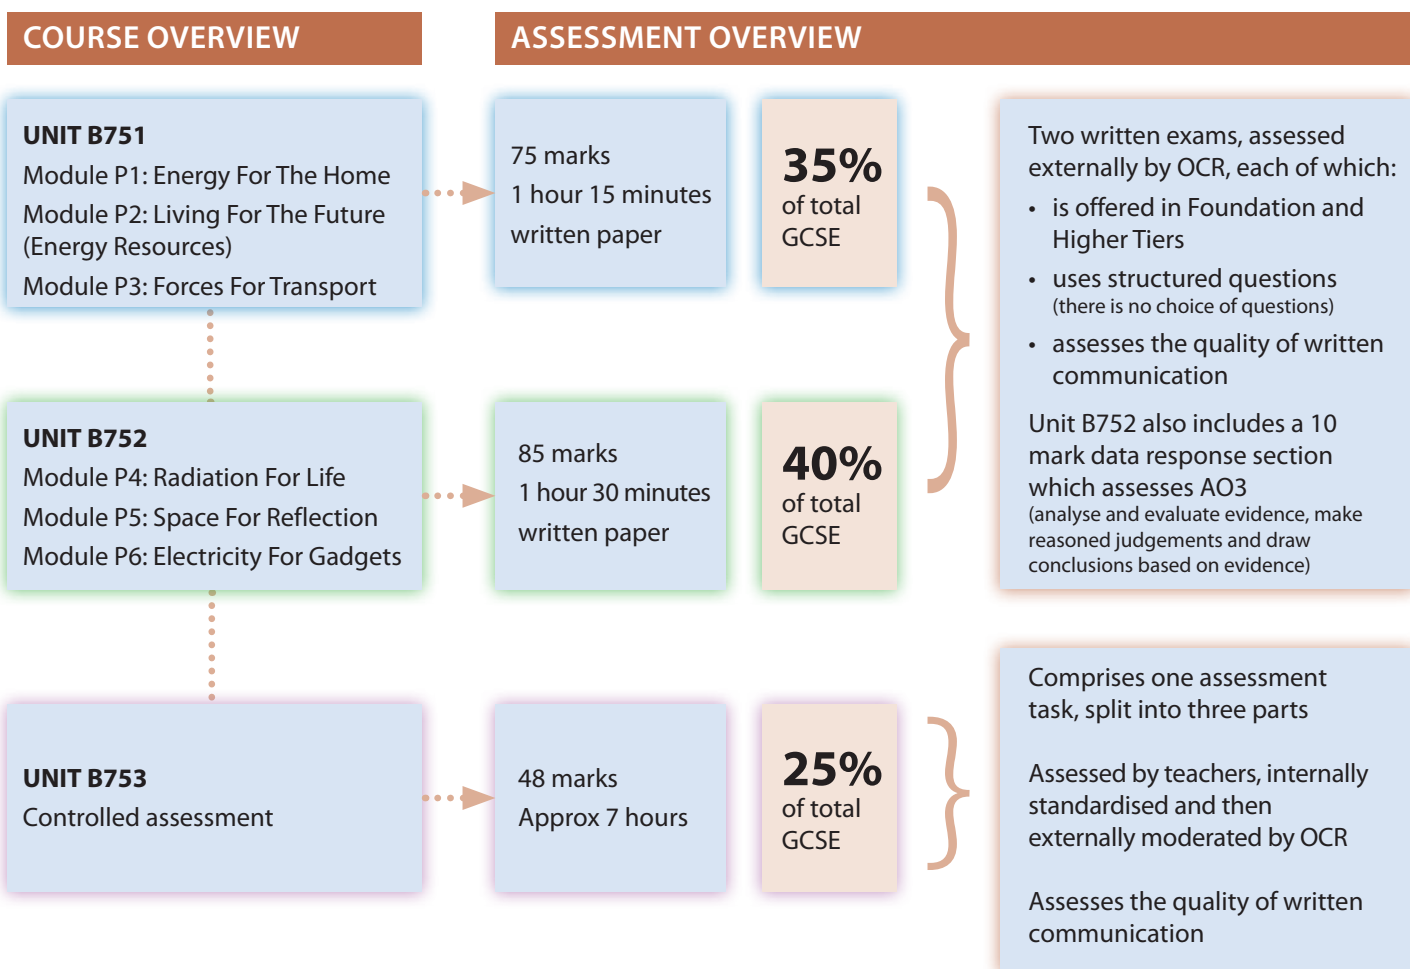 COURSE OVERVIEW
ASSESSMENT OVERVIEW
UNIT B751
Module P1: Energy For The Home
Module P2: Living For The Future
(Energy Resources)
Module P3: Forces For Transport
75 marks
1 hour 15 minutes
written paper
35%
of total
GCSE
Two written exams, assessed
externally by OCR, each of which:
• is offered in Foundation and
Higher Tiers
• uses structured questions
(there is no choice of questions)
• assesses the quality of written
communication
Unit B752 also includes a 10
mark data response section
which assesses AO3
(analyse and evaluate evidence, make
reasoned judgements and draw
conclusions based on evidence)
UNIT B752
Module P4: Radiation For Life
Module P5: Space For Reflection
Module P6: Electricity For Gadgets
85 marks
1 hour 30 minutes
written paper
40%
of total
GCSE
UNIT B753
Controlled assessment
48 marks
Approx 7 hours
25%
of total
GCSE
Comprises one assessment
task, split into three parts
Assessed by teachers, internally
standardised and then
externally moderated by OCR
Assesses the quality of written
communication